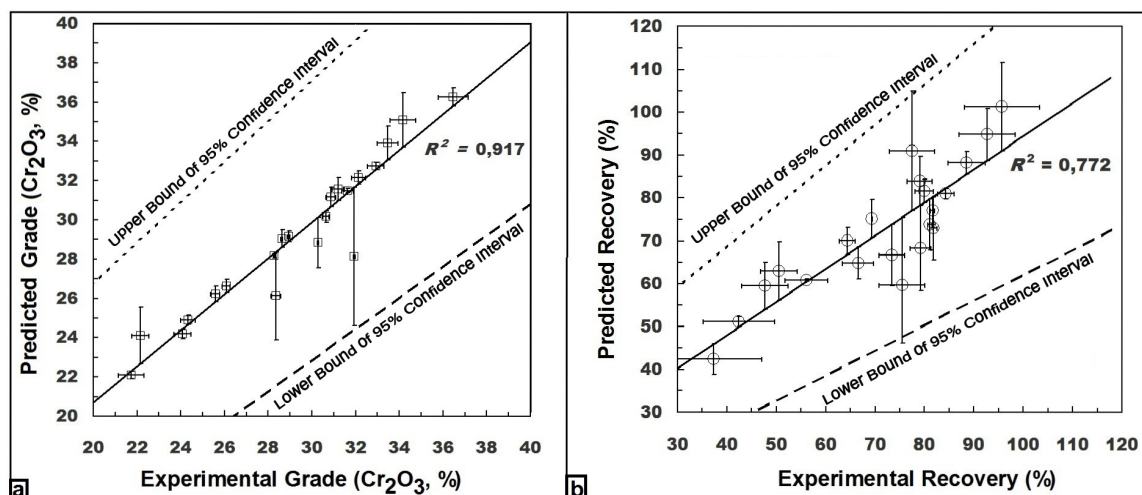 40
38
36
34
32
30
28
26
24
22
20
20 22 24 26 28 30 32 34 36 38 40
Predicted Grade (Cr₂O₃, %)
Experimental Grade (Cr₂O₃, %)
Upper Bound of 95% Confidence Interval
R² = 0,917
Lower Bound of 95% Confidence Interval
a
120
110
100
90
80
70
60
50
40
30
30 40 50 60 70 80 90 100 110 120
Predicted Recovery (%)
Experimental Recovery (%)
Upper Bound of 95% Confidence Interval
R² = 0,772
Lower Bound of 95% Confidence Interval
b